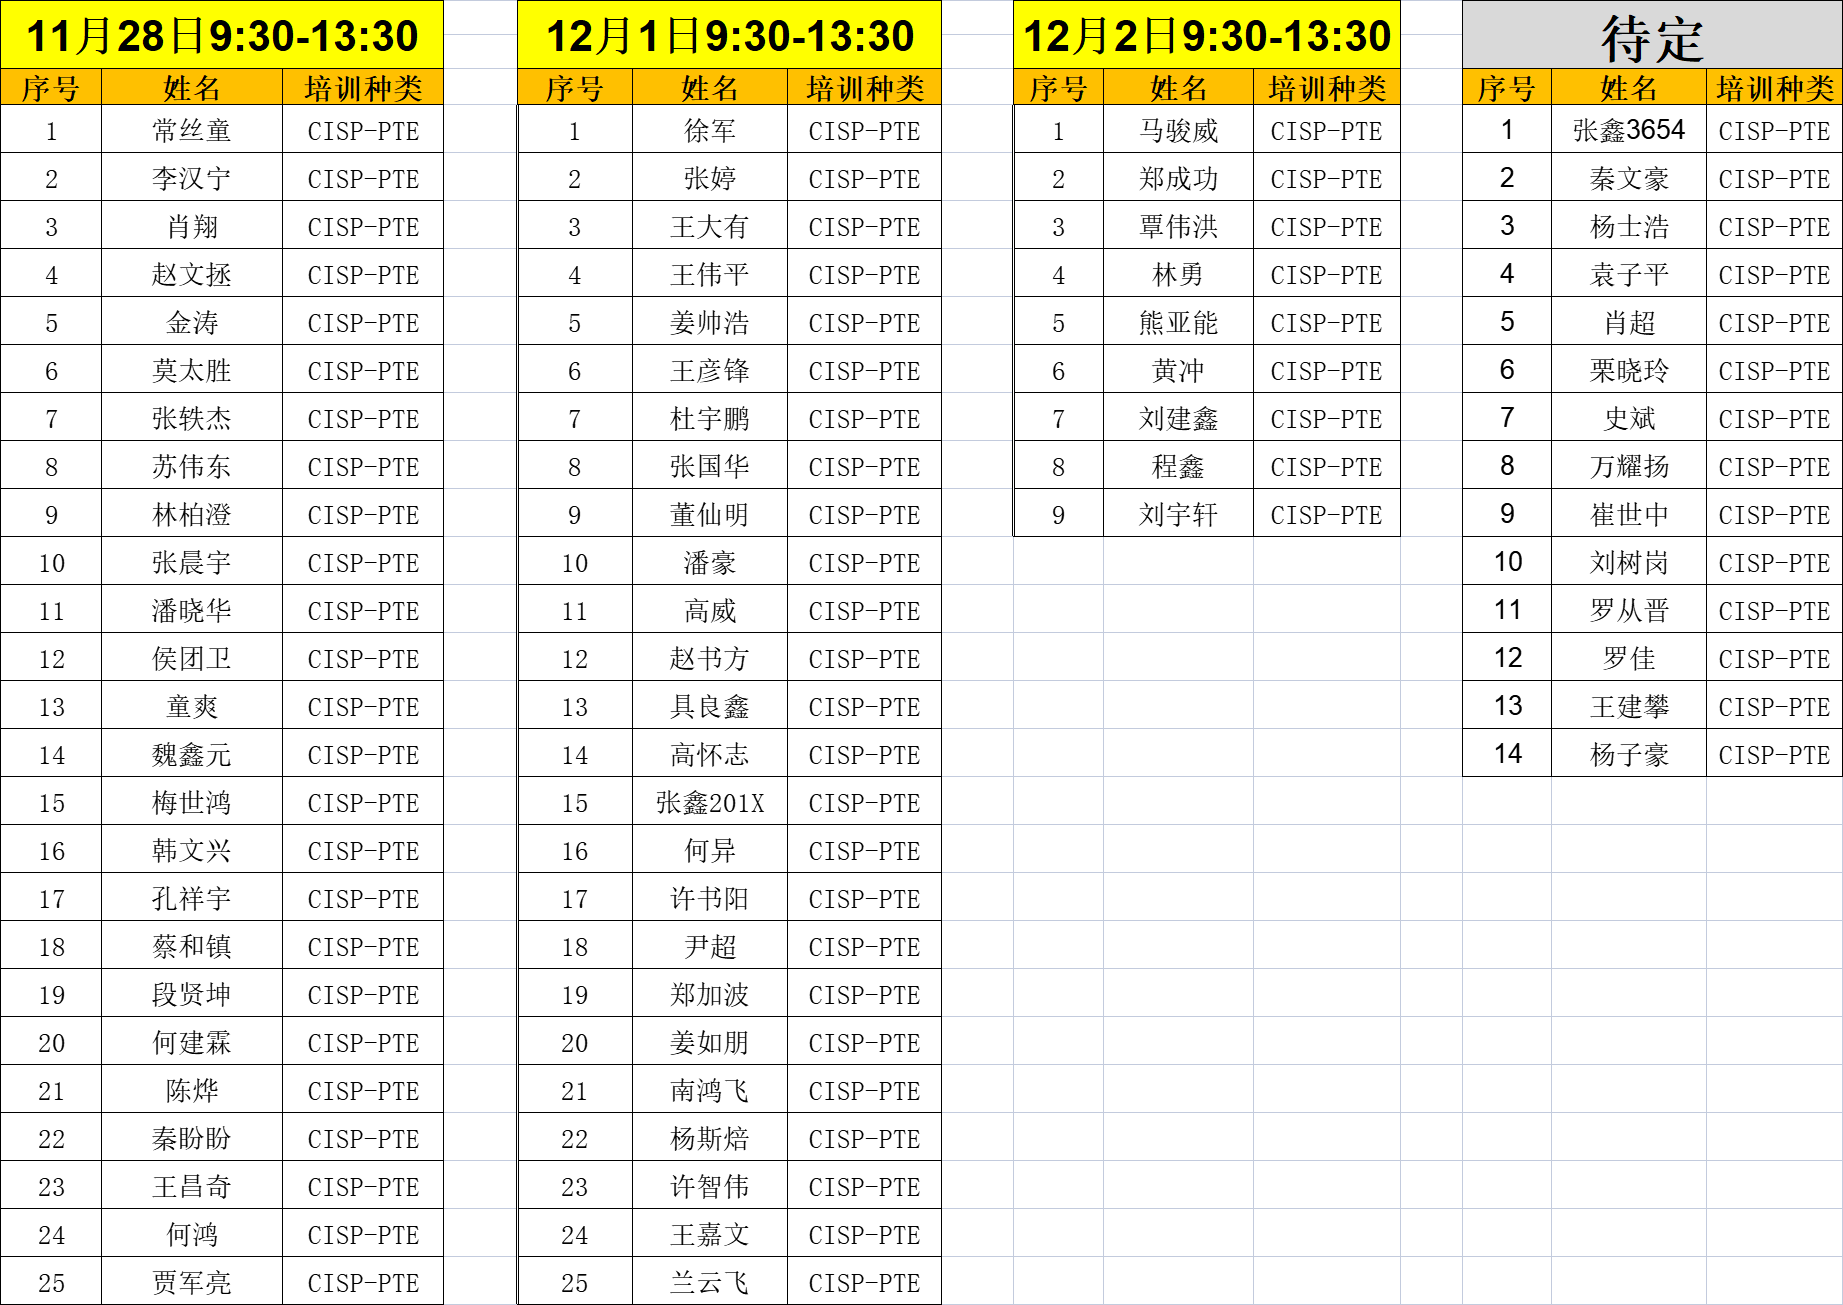 11月28日9:30-13:30 12月1日9:30-13:30 12月2日9:30-13:30 待定
序号 姓名 培训种类 序号 姓名 培训种类 序号 姓名 培训种类 序号 姓名 培训种类
1 常丝童 CISP-PTE 1 徐军 CISP-PTE 1 马骏威 CISP-PTE 1 张鑫3654 CISP-PTE
2 李汉宁 CISP-PTE 2 张婷 CISP-PTE 2 郑成功 CISP-PTE 2 秦文豪 CISP-PTE
3 肖翔 CISP-PTE 3 王大有 CISP-PTE 3 覃伟洪 CISP-PTE 3 杨士浩 CISP-PTE
4 赵文拯 CISP-PTE 4 王伟平 CISP-PTE 4 林勇 CISP-PTE 4 袁子平 CISP-PTE
5 金涛 CISP-PTE 5 姜帅浩 CISP-PTE 5 熊亚能 CISP-PTE 5 肖超 CISP-PTE
6 莫太胜 CISP-PTE 6 王彦锋 CISP-PTE 6 黄冲 CISP-PTE 6 栗晓玲 CISP-PTE
7 张轶杰 CISP-PTE 7 杜宇鹏 CISP-PTE 7 刘建鑫 CISP-PTE 7 史斌 CISP-PTE
8 苏伟东 CISP-PTE 8 张国华 CISP-PTE 8 程鑫 CISP-PTE 8 万耀扬 CISP-PTE
9 林柏澄 CISP-PTE 9 董仙明 CISP-PTE 9 刘宇轩 CISP-PTE 9 崔世中 CISP-PTE
10 张晨宇 CISP-PTE 10 潘豪 CISP-PTE 10 刘树岗 CISP-PTE
11 潘晓华 CISP-PTE 11 高威 CISP-PTE 11 罗从晋 CISP-PTE
12 侯团卫 CISP-PTE 12 赵书方 CISP-PTE 12 罗佳 CISP-PTE
13 童爽 CISP-PTE 13 具良鑫 CISP-PTE 13 王建攀 CISP-PTE
14 魏鑫元 CISP-PTE 14 高怀志 CISP-PTE 14 杨子豪 CISP-PTE
15 梅世鸿 CISP-PTE 15 张鑫201X CISP-PTE
16 韩文兴 CISP-PTE 16 何异 CISP-PTE
17 孔祥宇 CISP-PTE 17 许书阳 CISP-PTE
18 蔡和镇 CISP-PTE 18 尹超 CISP-PTE
19 段贤坤 CISP-PTE 19 郑加波 CISP-PTE
20 何建霖 CISP-PTE 20 姜如朋 CISP-PTE
21 陈烨 CISP-PTE 21 南鸿飞 CISP-PTE
22 秦盼盼 CISP-PTE 22 杨斯焙 CISP-PTE
23 王昌奇 CISP-PTE 23 许智伟 CISP-PTE
24 何鸿 CISP-PTE 24 王嘉文 CISP-PTE
25 贾军亮 CISP-PTE 25 兰云飞 CISP-PTE